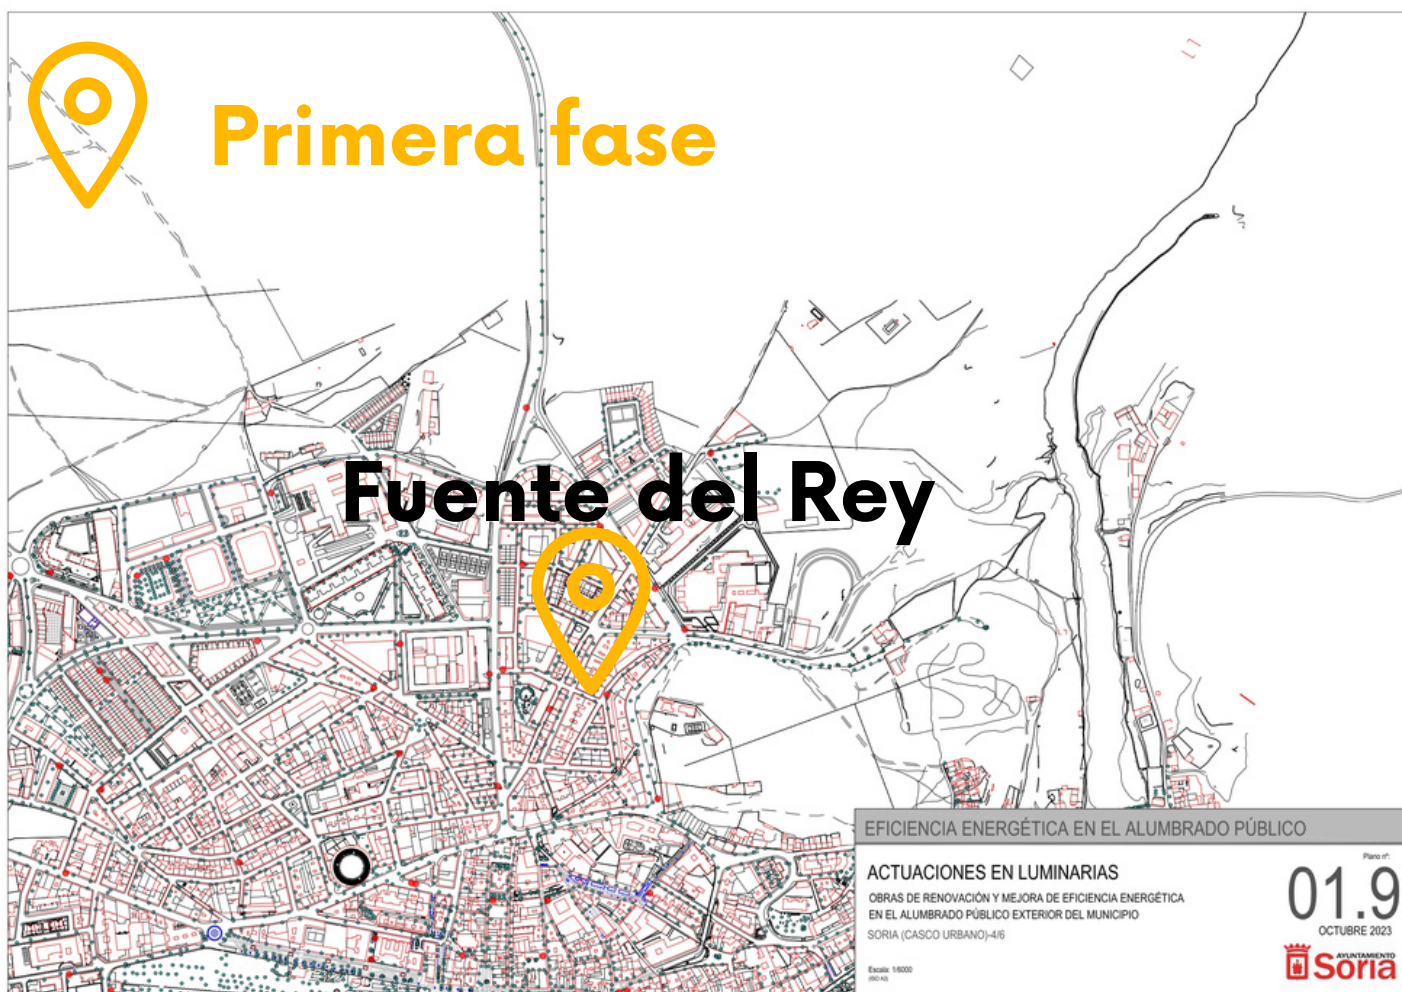 Primera fase
Fuente del Rey
EFICIENCIA ENERGÉTICA EN EL ALUMBRADO PÚBLICO
ACTUACIONES EN LUMINARIAS
OBRAS DE RENOVACIÓN Y MEJORA DE EFICIENCIA ENERGÉTICA
EN EL ALUMBRADO PÚBLICO EXTERIOR DEL MUNICIPIO
SORIA (CASCO URBANO)-4/6
Escala: 1/6000
(ISO A3)
Plano nº:
01.9
OCTUBRE 2023
AYUNTAMIENTO
Soria